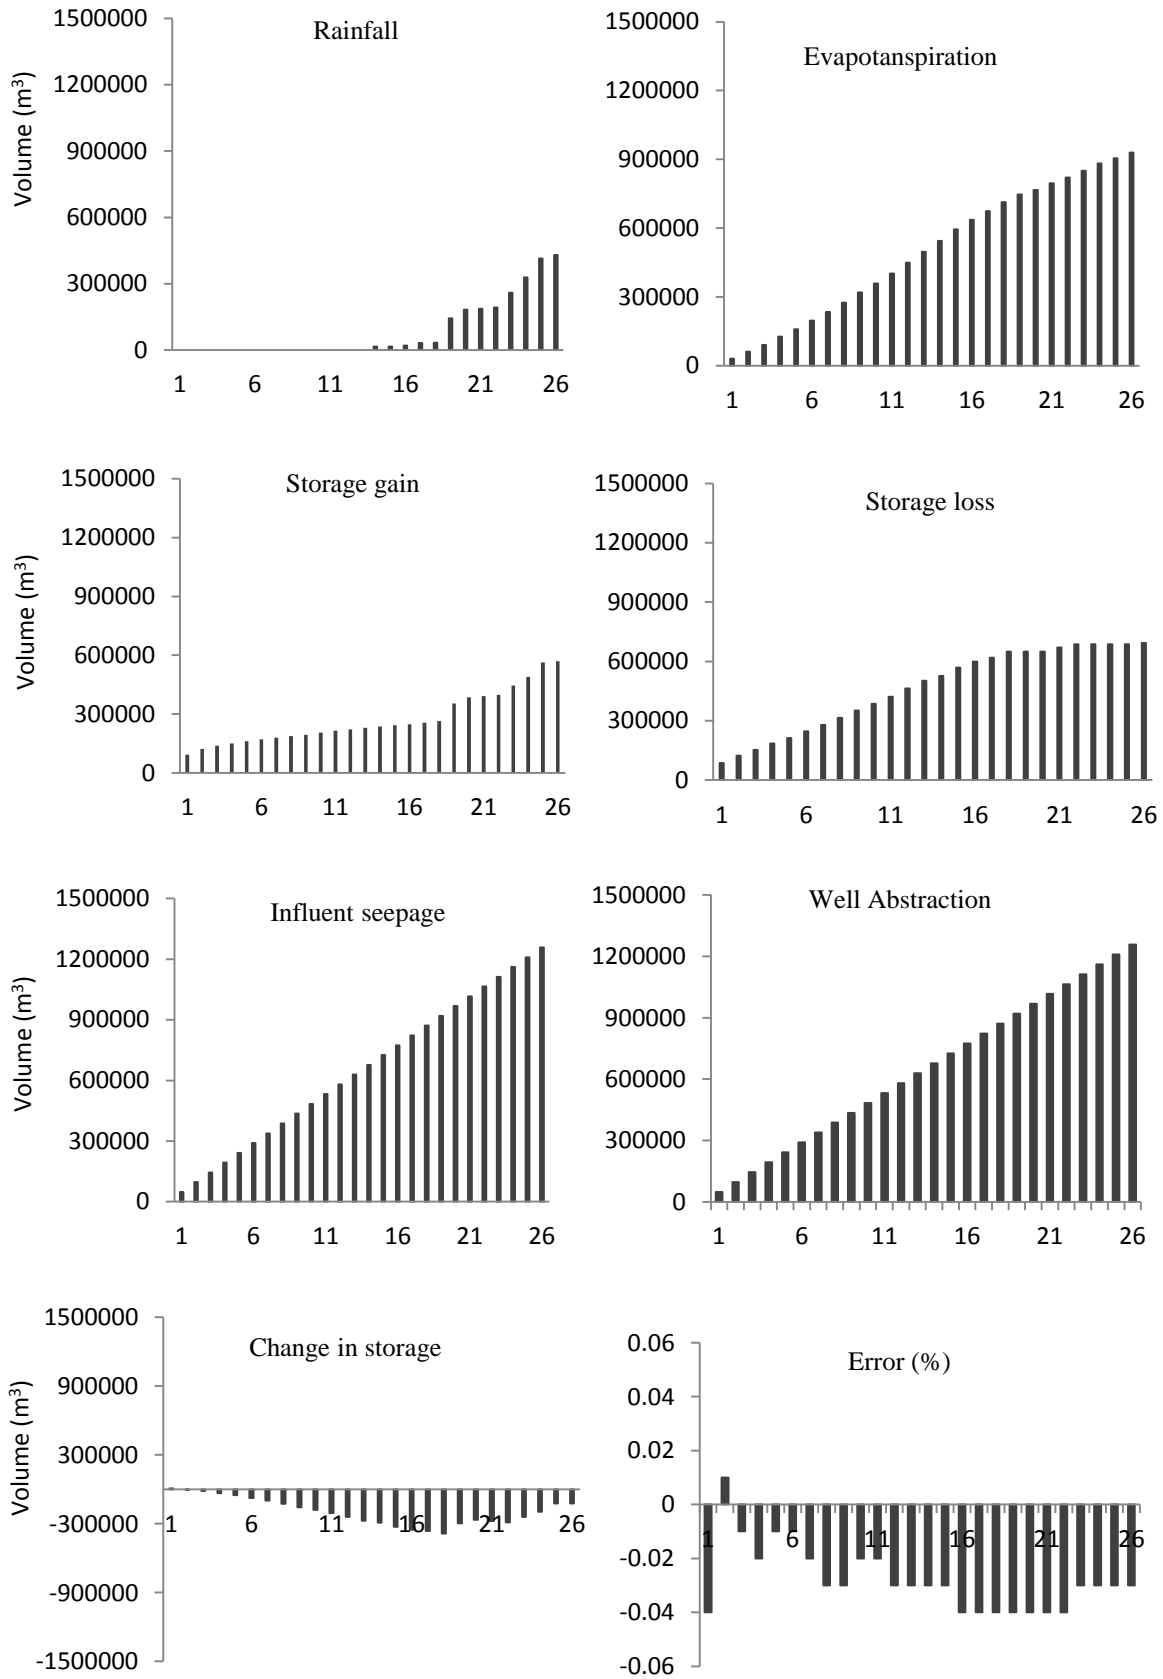 Rainfall
Volume (m³)
1500000
1200000
900000
600000
300000
0
1 6 11 16 21 26
Evapotanspiration
1500000
1200000
900000
600000
300000
0
1 6 11 16 21 26
Storage gain
Volume (m³)
1500000
1200000
900000
600000
300000
0
1 6 11 16 21 26
Storage loss
1500000
1200000
900000
600000
300000
0
1 6 11 16 21 26
Influent seepage
Volume (m³)
1500000
1200000
900000
600000
300000
0
1 6 11 16 21 26
Well Abstraction
1500000
1200000
900000
600000
300000
0
1 6 11 16 21 26
Change in storage
Volume (m³)
1500000
900000
300000
-300000
-900000
-1500000
1 6 11 16 21 26
Error (%)
0.06
0.04
0.02
0
-0.02
-0.04
-0.06
1 6 11 16 21 26